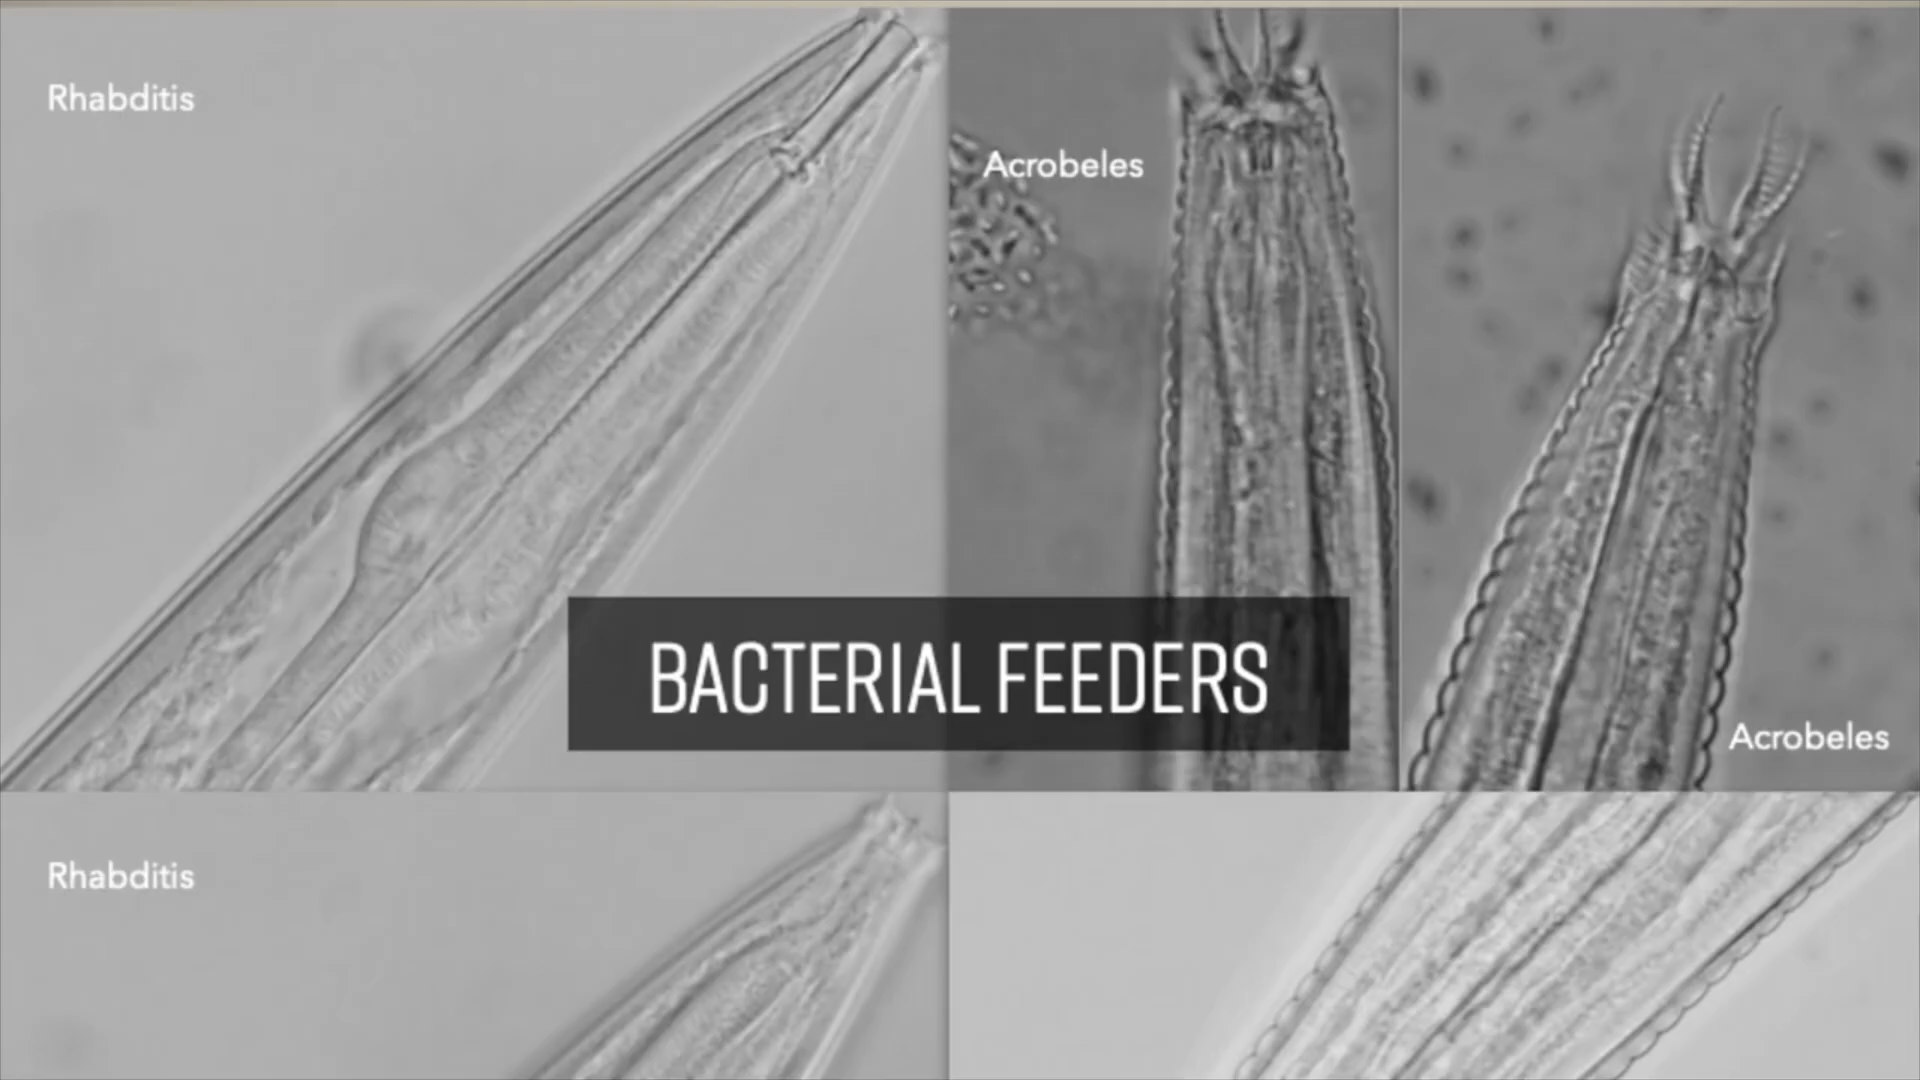 Rhabditis
Acrobeles
BACTERIAL FEEDERS
Acrobeles
Rhabditis